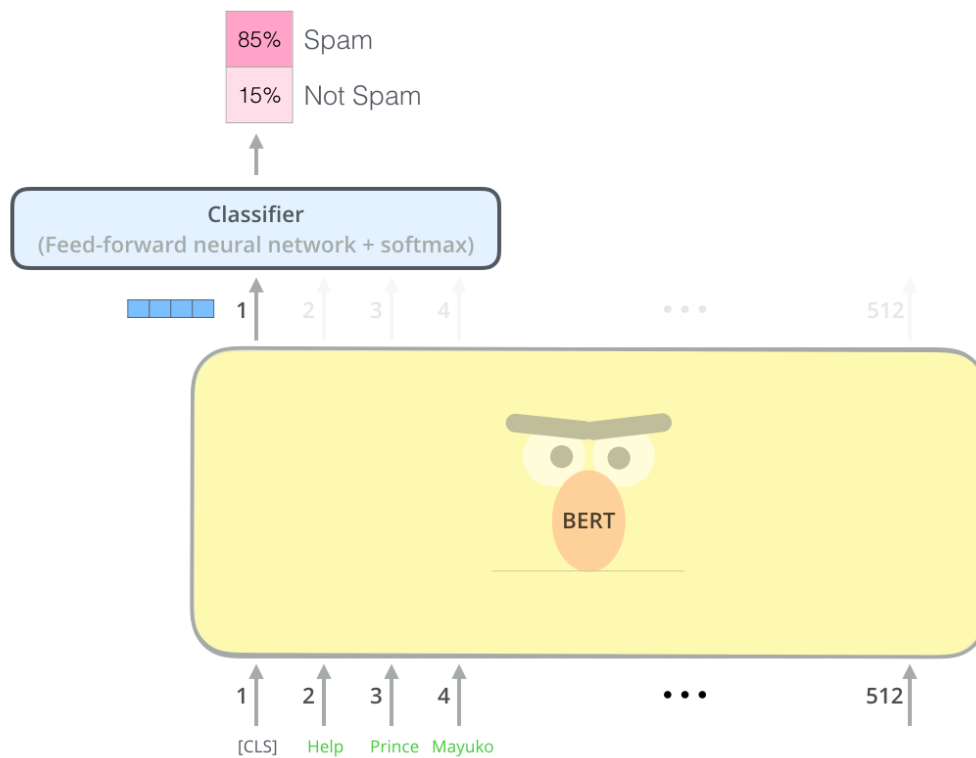 85% Spam
15% Not Spam
Classifier
(Feed-forward neural network + softmax)
1 2 3 4 ••• 512
BERT
1 2 3 4 ••• 512
[CLS] Help Prince Mayuko